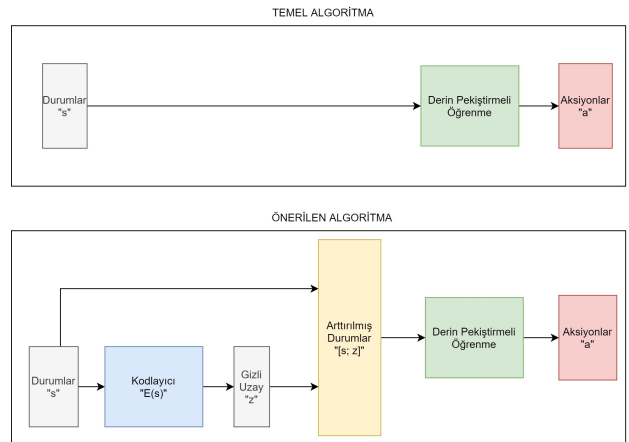 TEMEL ALGORİTMA
Durumlar
"s"
Derin Pekiştirmeli
Öğrenme
Aksiyonlar
"a"
ÖNERİLEN ALGORİTMA
Durumlar
"s"
Kodlayıcı
"E(s)"
Gizli
Uzay
"z"
Arttırılmış
Durumlar
"[s; z]"
Derin Pekiştirmeli
Öğrenme
Aksiyonlar
"a"